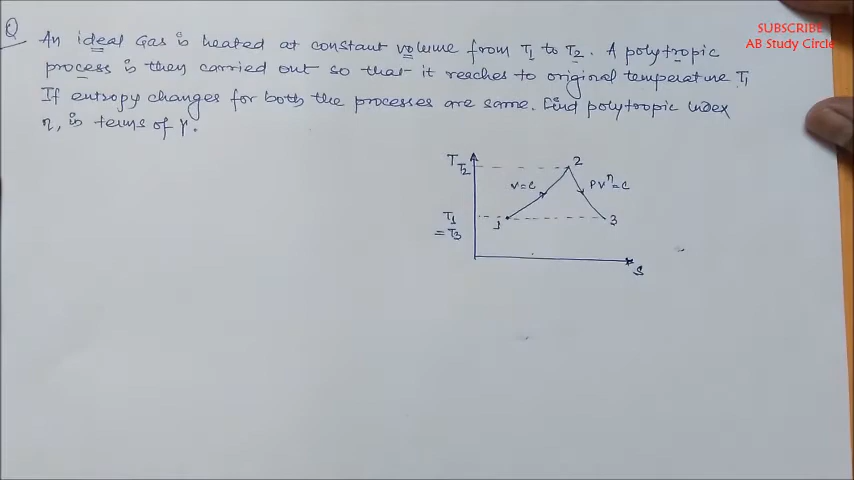 SUBSCRIBE
AB Study Circle
Q
An ideal Gas is heated at constant volume from T1 to T2. A polytropic
process is they carried out so that it reaches to original temperature T1
If entropy changes for both the processes are same. Find polytropic index
η, in terms of γ.
T
T2
2
V=C
PVη=C
T1
= T3
1
3
S